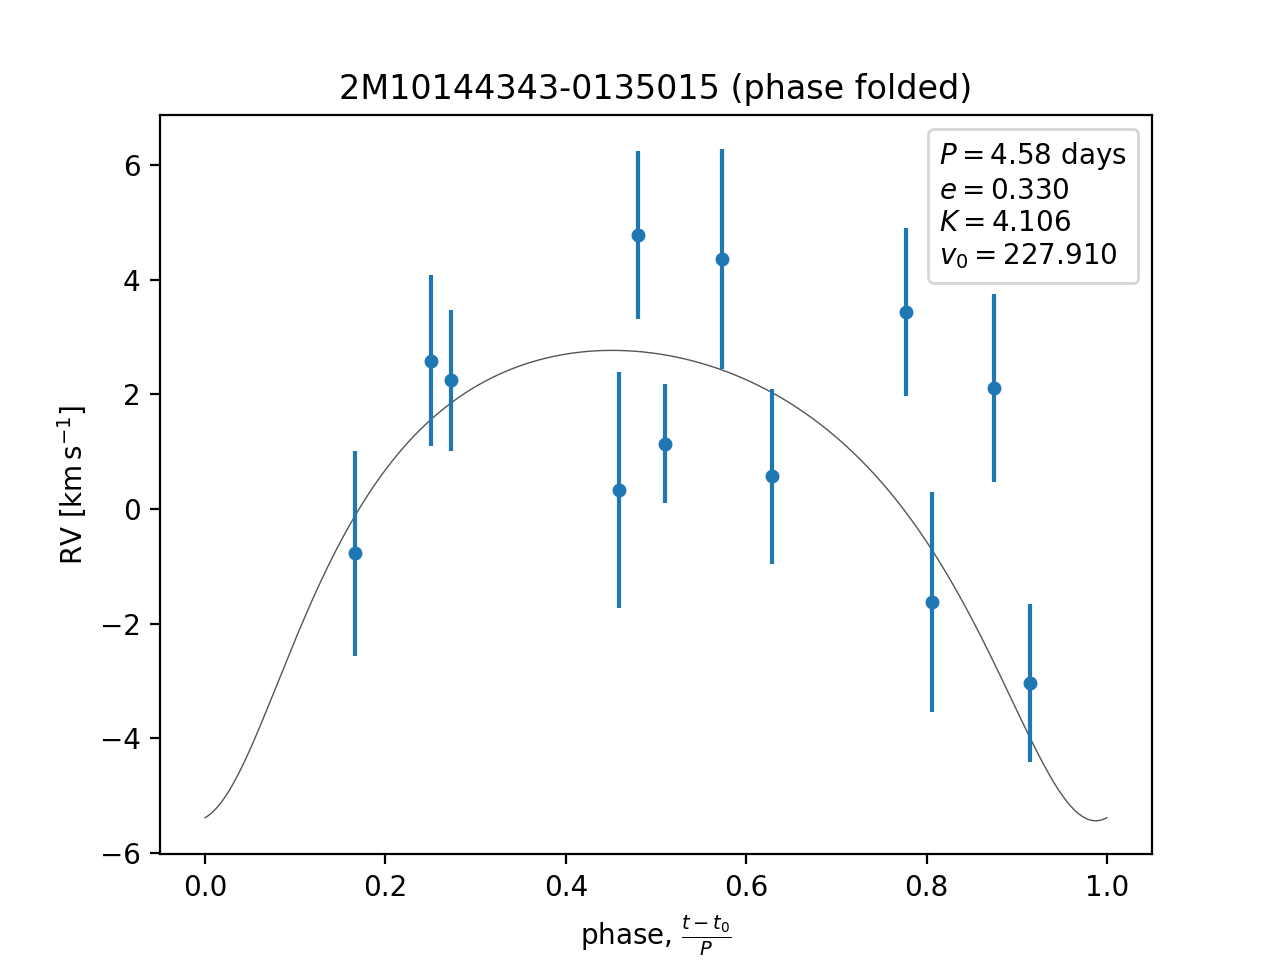 2M10144343-0135015 (phase folded)
P = 4.58 days
e = 0.330
K = 4.106
v₀ = 227.910
RV [km s⁻¹]
6
4
2
0
−2
−4
−6
0.0 0.2 0.4 0.6 0.8 1.0
phase, (t − t₀)/P